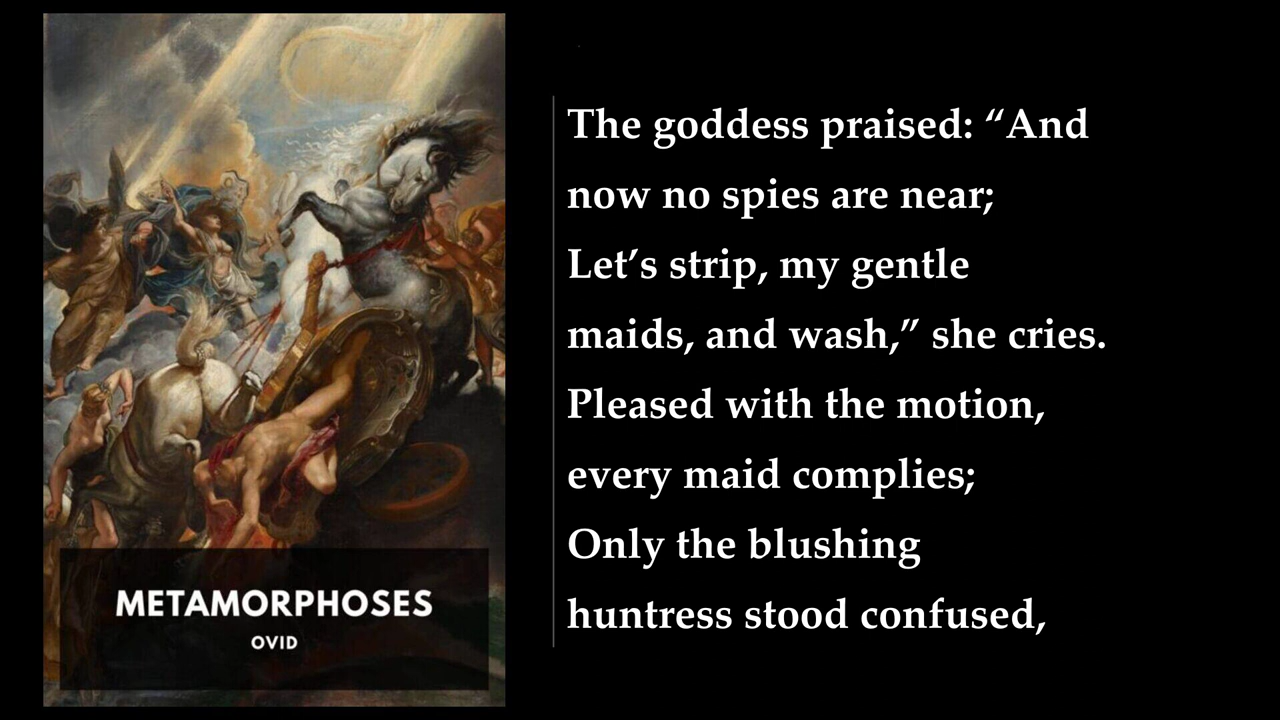 METAMORPHOSES
OVID
The goddess praised: “And
now no spies are near;
Let’s strip, my gentle
maids, and wash,” she cries.
Pleased with the motion,
every maid complies;
Only the blushing
huntress stood confused,